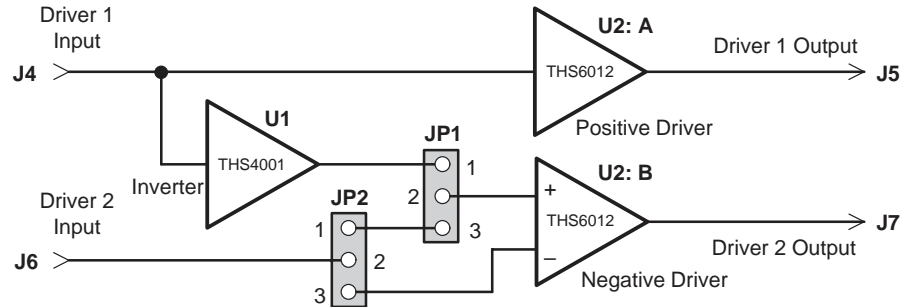 Driver 1
Input
J4
U2: A
THS6012
Driver 1 Output
J5
Positive Driver
U1
THS4001
Inverter
JP1
1
2
3
JP2
1
2
3
Driver 2
Input
J6
U2: B
+
THS6012
–
Negative Driver
Driver 2 Output
J7